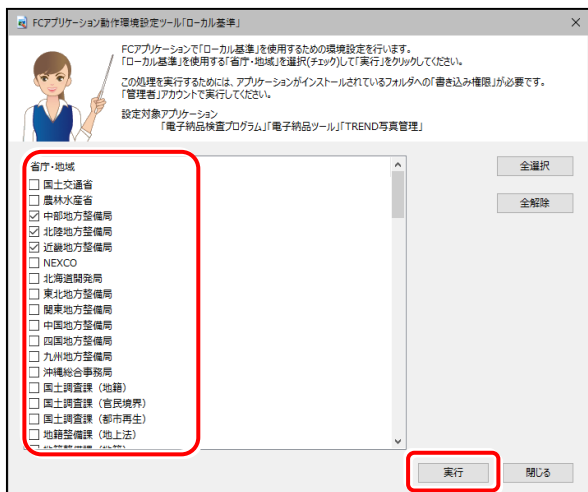 FCアプリケーション動作環境設定ツール「ローカル基準」
FCアプリケーションで「ローカル基準」を使用するための環境設定を行います。
「ローカル基準」を使用する「省庁・地域」を選択(チェック)して「実行」をクリックしてください。
この処理を実行するためには、アプリケーションがインストールされているフォルダへの「書き込み権限」が必要です。
「管理者」アカウントで実行してください。
設定対象アプリケーション
「電子納品検査プログラム」「電子納品ツール」「TREND写真管理」
省庁・地域
国土交通省
農林水産省
中部地方整備局
北陸地方整備局
近畿地方整備局
NEXCO
北海道開発局
東北地方整備局
関東地方整備局
中国地方整備局
四国地方整備局
九州地方整備局
沖縄総合事務局
国土調査課（地籍）
国土調査課（官民境界）
国土調査課（都市再生）
地籍整備課（地上法）
全選択
全解除
実行
閉じる